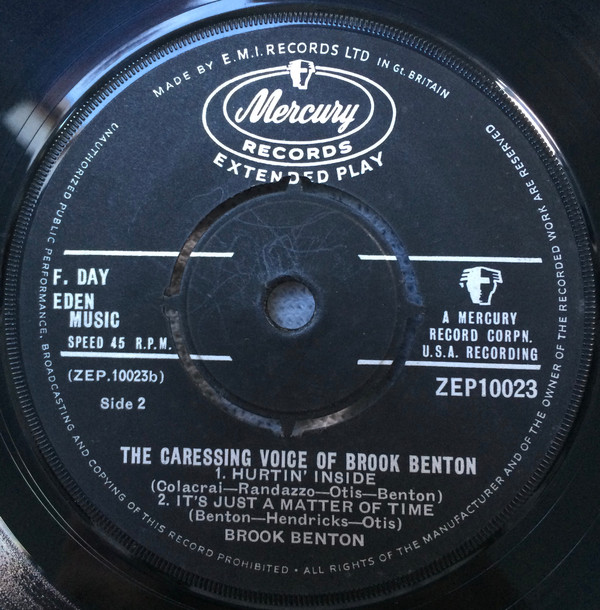 MADE BY E.M.I. RECORDS LTD IN Gt. BRITAIN
Mercury
RECORDS
EXTENDED PLAY
F. DAY
EDEN
MUSIC
SPEED 45 R.P.M.
A MERCURY
RECORD CORPN.
U.S.A. RECORDING
(ZEP.10023b)
ZEP10023
Side 2
THE CARESSING VOICE OF BROOK BENTON
1. HURTIN' INSIDE
(Colacrai—Randazzo—Otis—Benton)
2. IT'S JUST A MATTER OF TIME
(Benton—Hendricks—Otis)
BROOK BENTON
UNAUTHORIZED PUBLIC PERFORMANCE, BROADCASTING AND COPYING OF THIS RECORD PROHIBITED • ALL RIGHTS OF THE MANUFACTURER AND OF THE OWNER OF THE RECORDED WORK ARE RESERVED